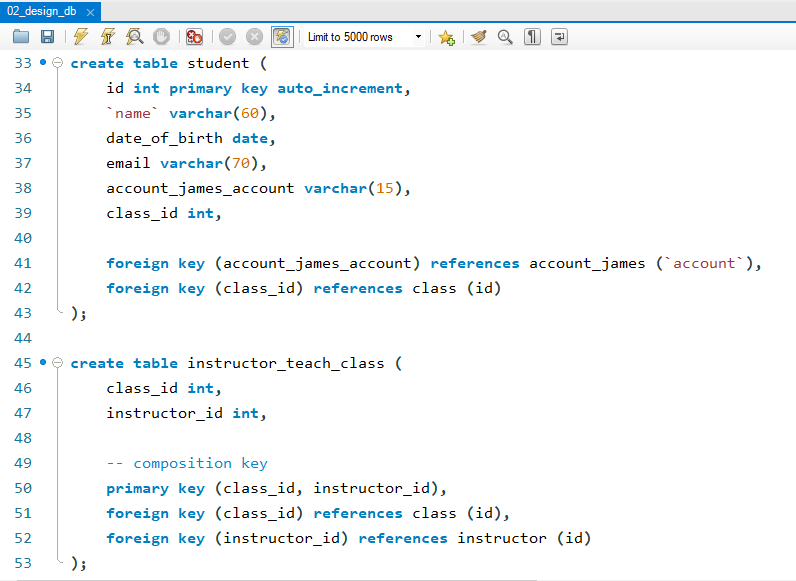 02_design_db ×
Limit to 5000 rows
33 create table student (
34 id int primary key auto_increment,
35 `name` varchar(60),
36 date_of_birth date,
37 email varchar(70),
38 account_james_account varchar(15),
39 class_id int,
40
41 foreign key (account_james_account) references account_james (`account`),
42 foreign key (class_id) references class (id)
43 );
44
45 create table instructor_teach_class (
46 class_id int,
47 instructor_id int,
48
49 -- composition key
50 primary key (class_id, instructor_id),
51 foreign key (class_id) references class (id),
52 foreign key (instructor_id) references instructor (id)
53 );